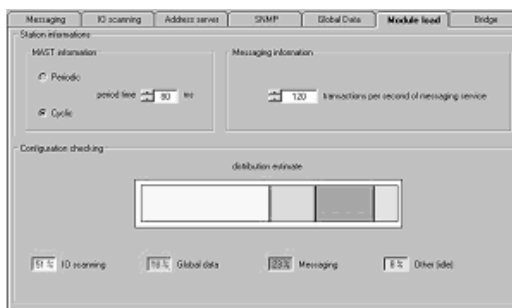 Messaging IO scanning Address server SNMP Global Data Module load Bridge
Station informations
MAST information Messaging information
Periodic
period time 80 ms 120 transactions per second of messaging service
Cyclic
Configuration checking
distribution estimate
51 % IO scanning 18 % Global data 23 % Messaging 8 % Other (idle)